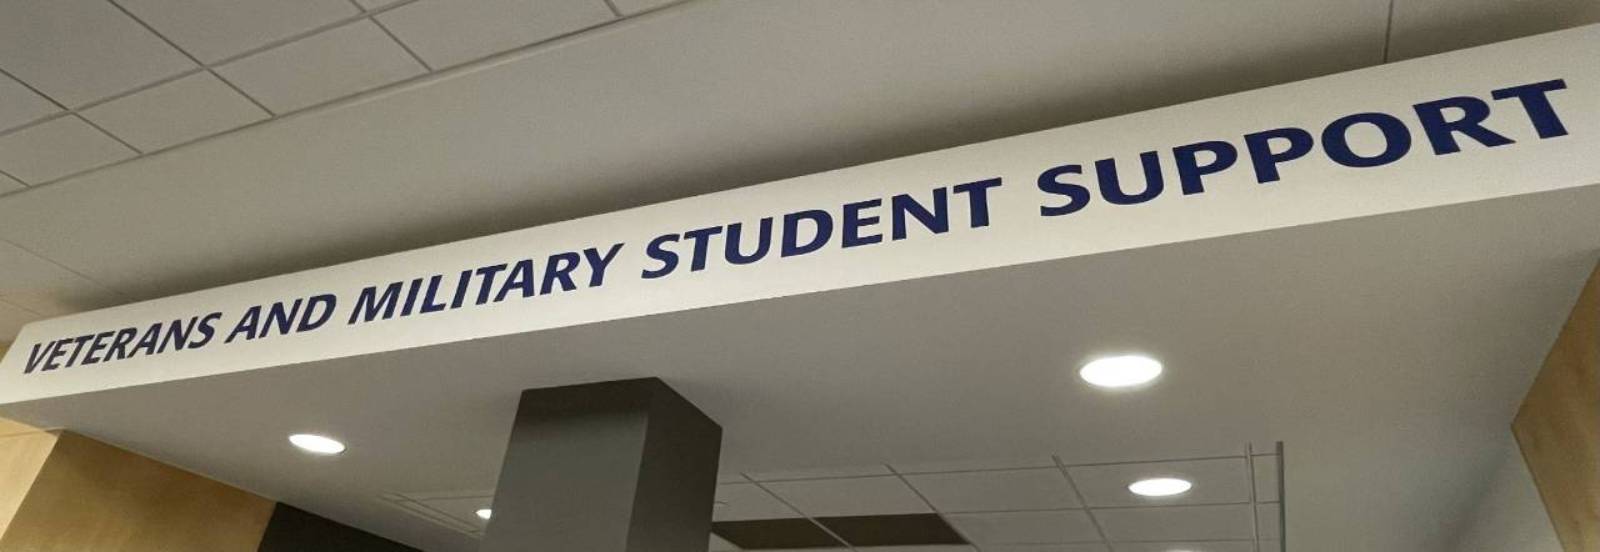 VETERANS AND MILITARY STUDENT SUPPORT